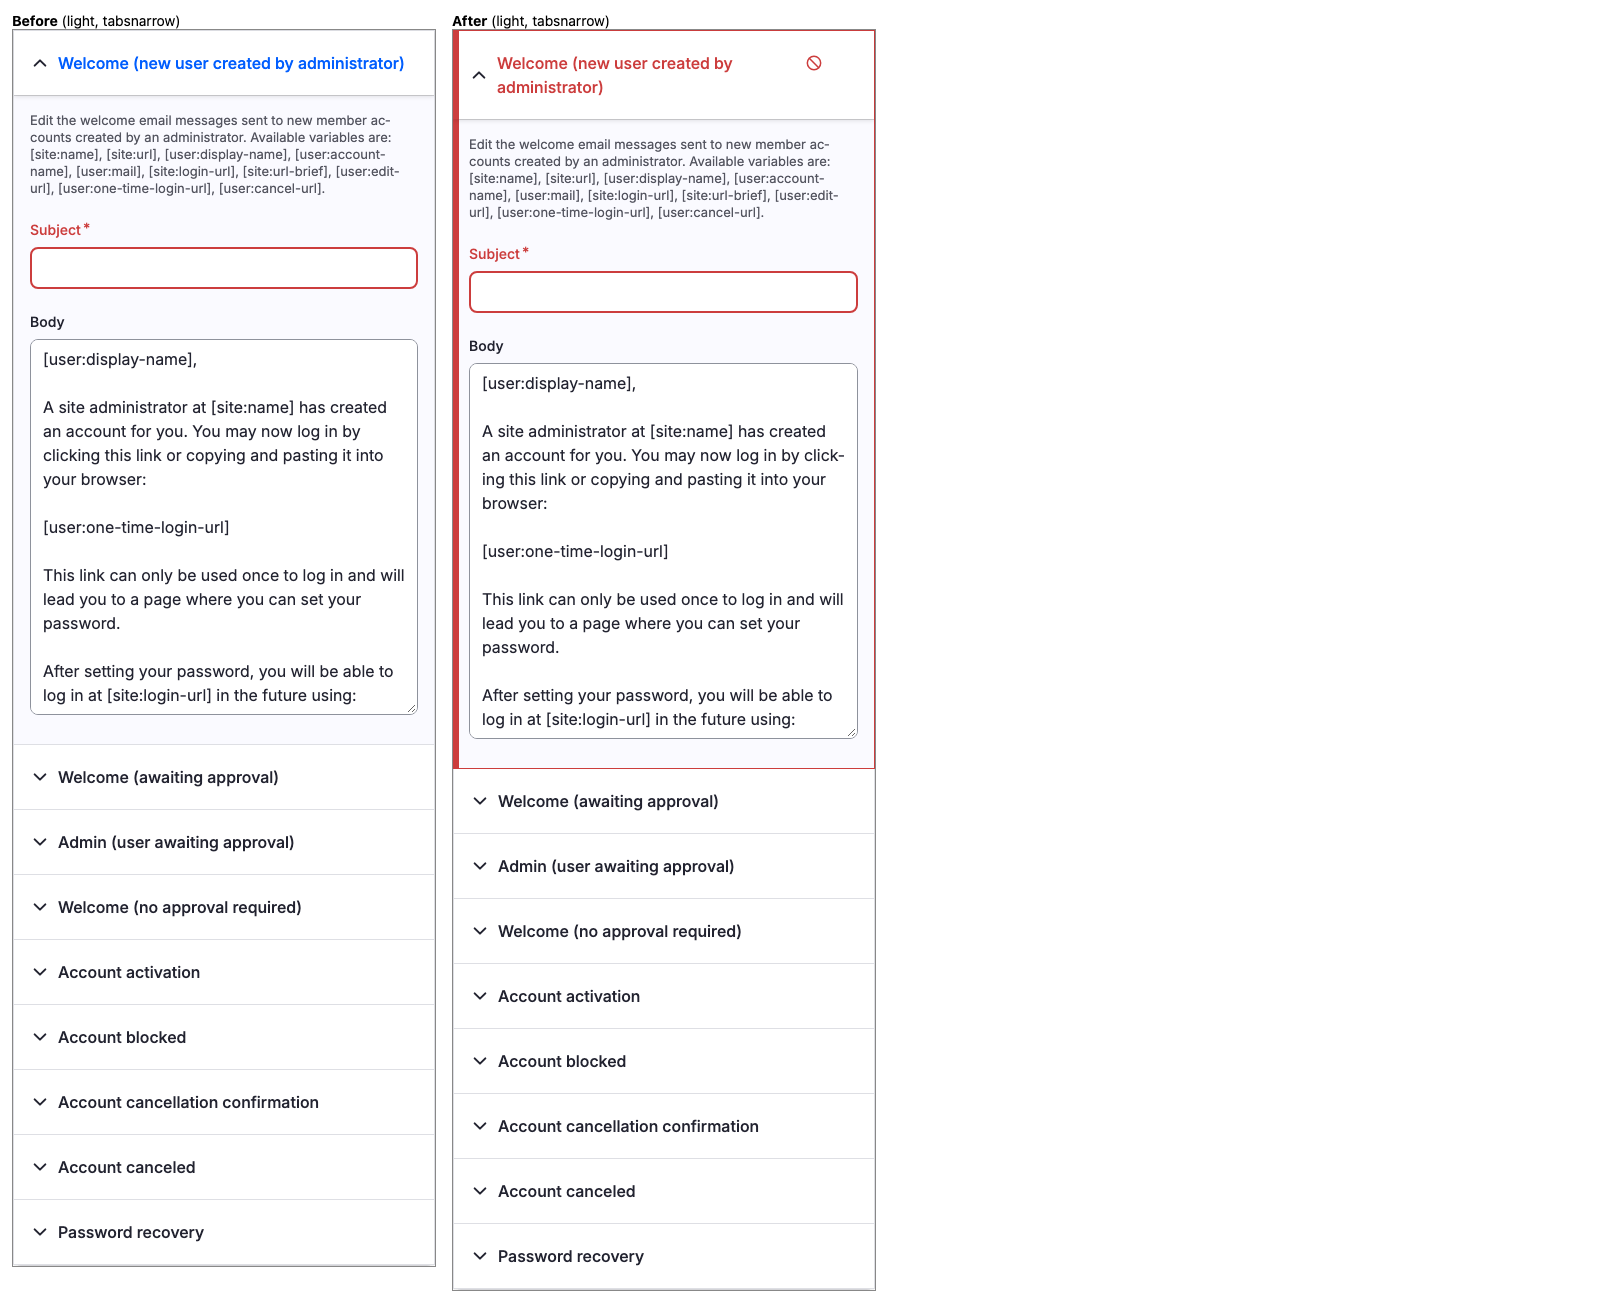 Before (light, tabsnarrow)
Welcome (new user created by administrator)
Edit the welcome email messages sent to new member ac-
counts created by an administrator. Available variables are:
[site:name], [site:url], [user:display-name], [user:account-
name], [user:mail], [site:login-url], [site:url-brief], [user:edit-
url], [user:one-time-login-url], [user:cancel-url].
Subject*
Body
[user:display-name],
A site administrator at [site:name] has created
an account for you. You may now log in by
clicking this link or copying and pasting it into
your browser:
[user:one-time-login-url]
This link can only be used once to log in and will
lead you to a page where you can set your
password.
After setting your password, you will be able to
log in at [site:login-url] in the future using:
Welcome (awaiting approval)
Admin (user awaiting approval)
Welcome (no approval required)
Account activation
Account blocked
Account cancellation confirmation
Account canceled
Password recovery
After (light, tabsnarrow)
Welcome (new user created by
administrator)
Edit the welcome email messages sent to new member ac-
counts created by an administrator. Available variables are:
[site:name], [site:url], [user:display-name], [user:account-
name], [user:mail], [site:login-url], [site:url-brief], [user:edit-
url], [user:one-time-login-url], [user:cancel-url].
Subject*
Body
[user:display-name],
A site administrator at [site:name] has created
an account for you. You may now log in by click-
ing this link or copying and pasting it into your
browser:
[user:one-time-login-url]
This link can only be used once to log in and will
lead you to a page where you can set your
password.
After setting your password, you will be able to
log in at [site:login-url] in the future using:
Welcome (awaiting approval)
Admin (user awaiting approval)
Welcome (no approval required)
Account activation
Account blocked
Account cancellation confirmation
Account canceled
Password recovery